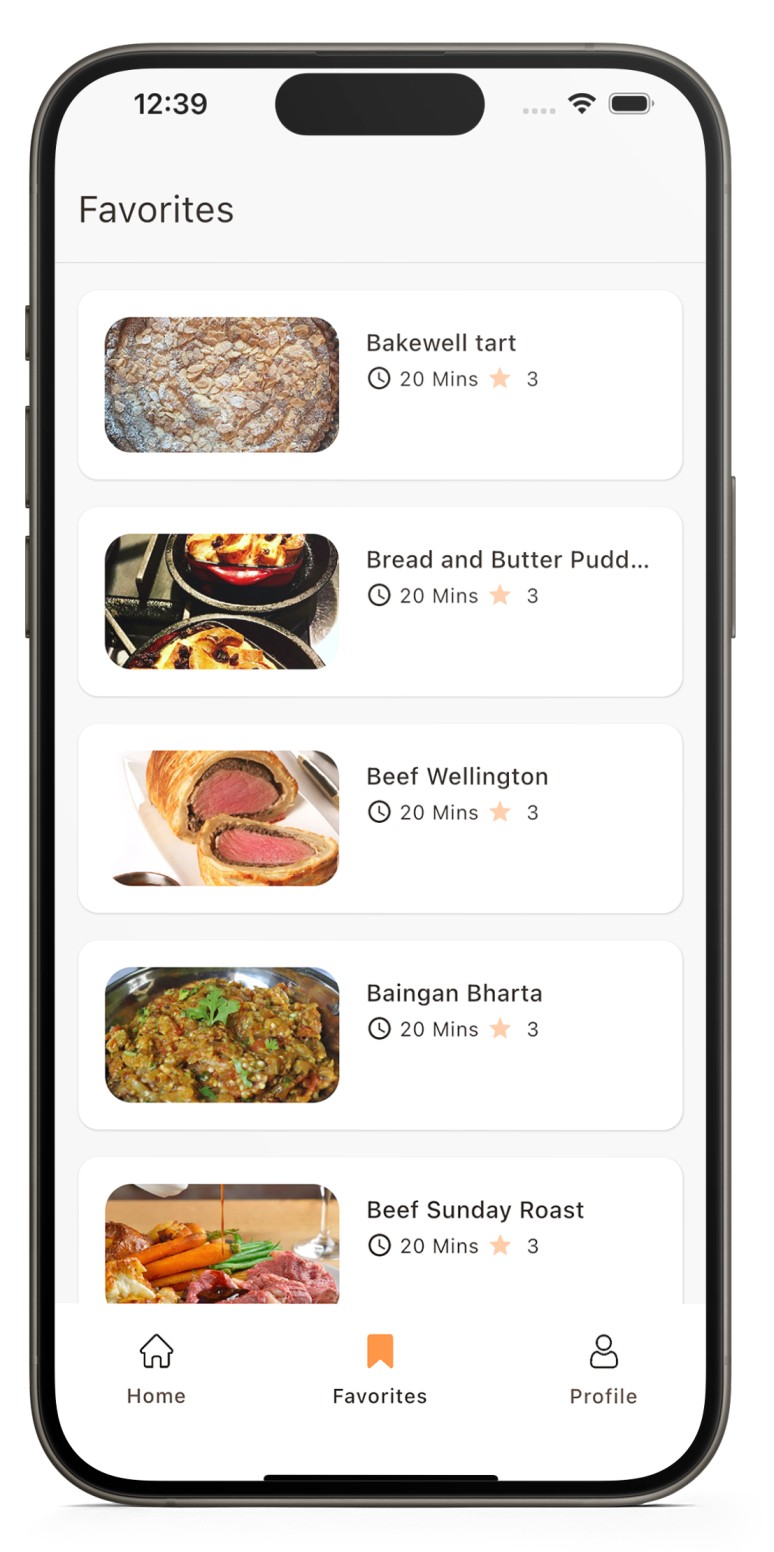 12:39
Favorites
Bakewell tart
20 Mins 3
Bread and Butter Pudd...
20 Mins 3
Beef Wellington
20 Mins 3
Baingan Bharta
20 Mins 3
Beef Sunday Roast
20 Mins 3
Home Favorites Profile